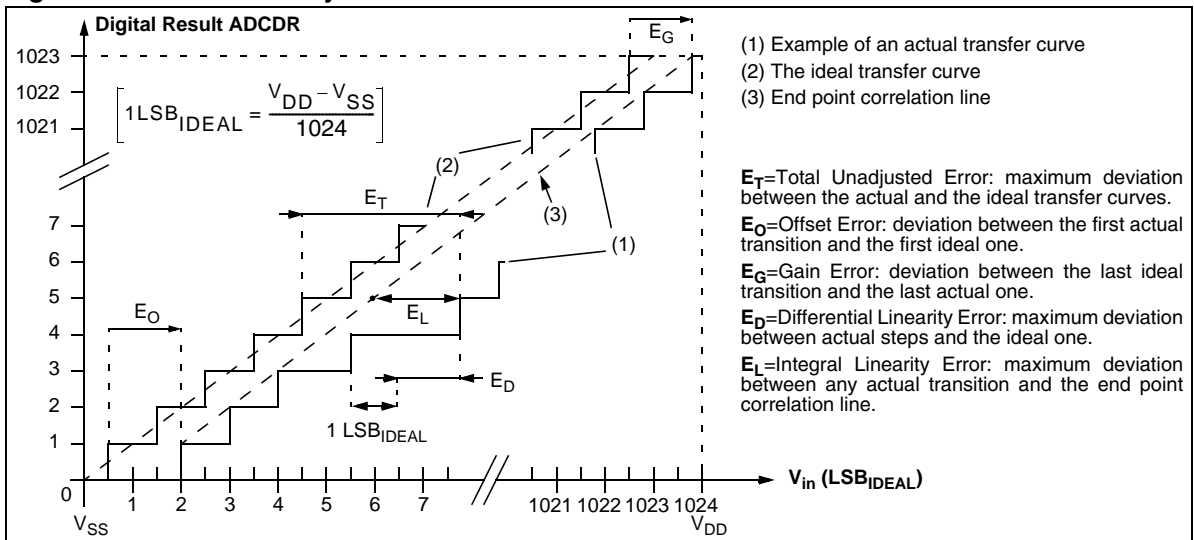 Digital Result ADCDR
E_G
1023
1022
1021
[1LSB_IDEAL = (V_DD – V_SS) / 1024]
(1) Example of an actual transfer curve
(2) The ideal transfer curve
(3) End point correlation line
(2)
E_T
(3)
(1)
7
6
5
4
3
2
1
0
E_O
E_L
E_D
1 LSB_IDEAL
E_T=Total Unadjusted Error: maximum deviation
between the actual and the ideal transfer curves.
E_O=Offset Error: deviation between the first actual
transition and the first ideal one.
E_G=Gain Error: deviation between the last ideal
transition and the last actual one.
E_D=Differential Linearity Error: maximum deviation
between actual steps and the ideal one.
E_L=Integral Linearity Error: maximum deviation
between any actual transition and the end point
correlation line.
V_in (LSB_IDEAL)
1 2 3 4 5 6 7 1021 1022 1023 1024
V_SS V_DD